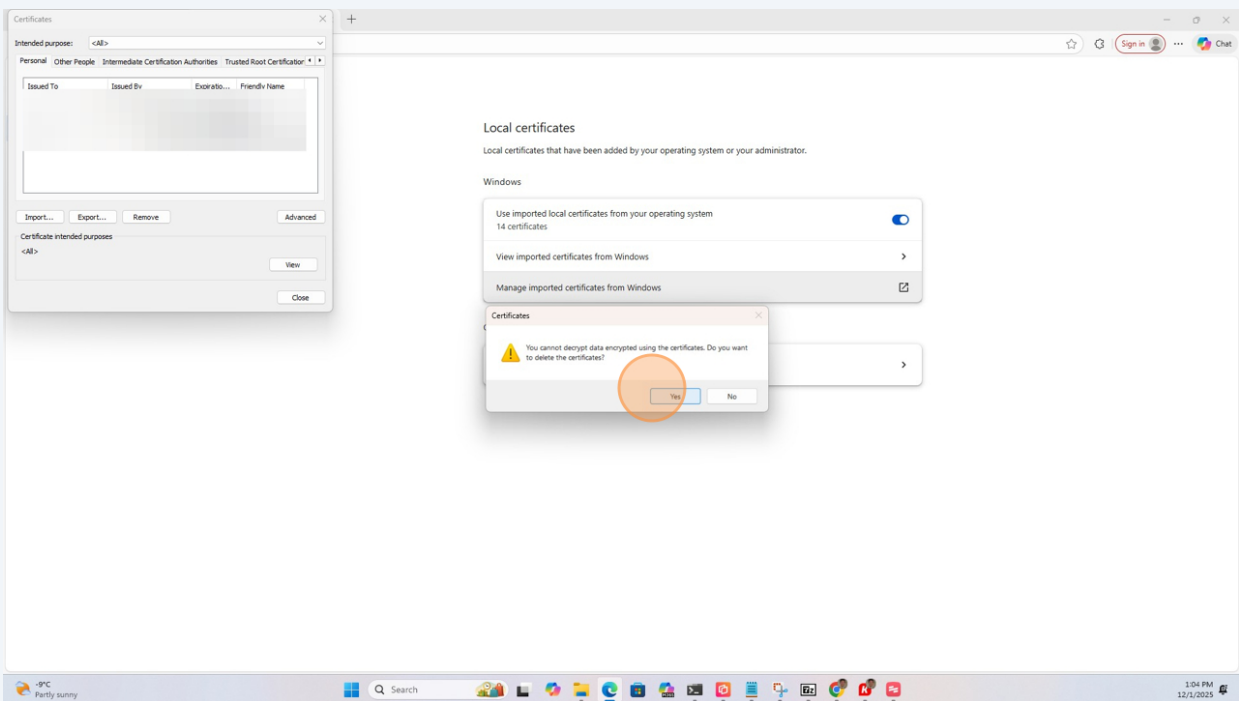 Certificates
Intended purpose: <All>
Personal Other People Intermediate Certification Authorities Trusted Root Certification
Issued To Issued By Expiratio... Friendly Name
Import... Export... Remove Advanced
Certificate intended purposes
<All>
View
Close
Sign in
Chat
Local certificates
Local certificates that have been added by your operating system or your administrator.
Windows
Use imported local certificates from your operating system
14 certificates
View imported certificates from Windows
Manage imported certificates from Windows
Certificates
You cannot decrypt data encrypted using the certificates. Do you want
to delete the certificates?
Yes No
-9°C
Partly sunny
Search
1:04 PM
12/1/2025